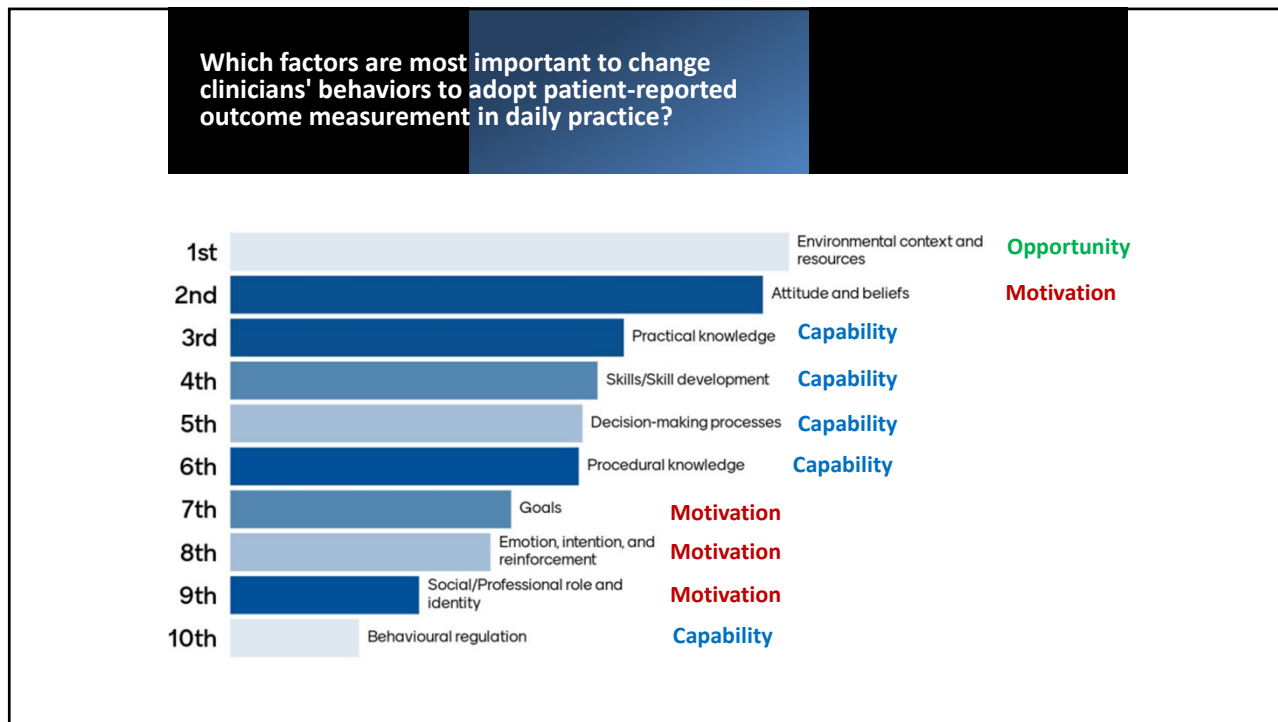 Which factors are most important to change
clinicians' behaviors to adopt patient-reported
outcome measurement in daily practice?
1st
Environmental context and
resources
Opportunity
2nd
Attitude and beliefs
Motivation
3rd
Practical knowledge
Capability
4th
Skills/Skill development
Capability
5th
Decision-making processes
Capability
6th
Procedural knowledge
Capability
7th
Goals
Motivation
8th
Emotion, intention, and
reinforcement
Motivation
9th
Social/Professional role and
identity
Motivation
10th
Behavioural regulation
Capability